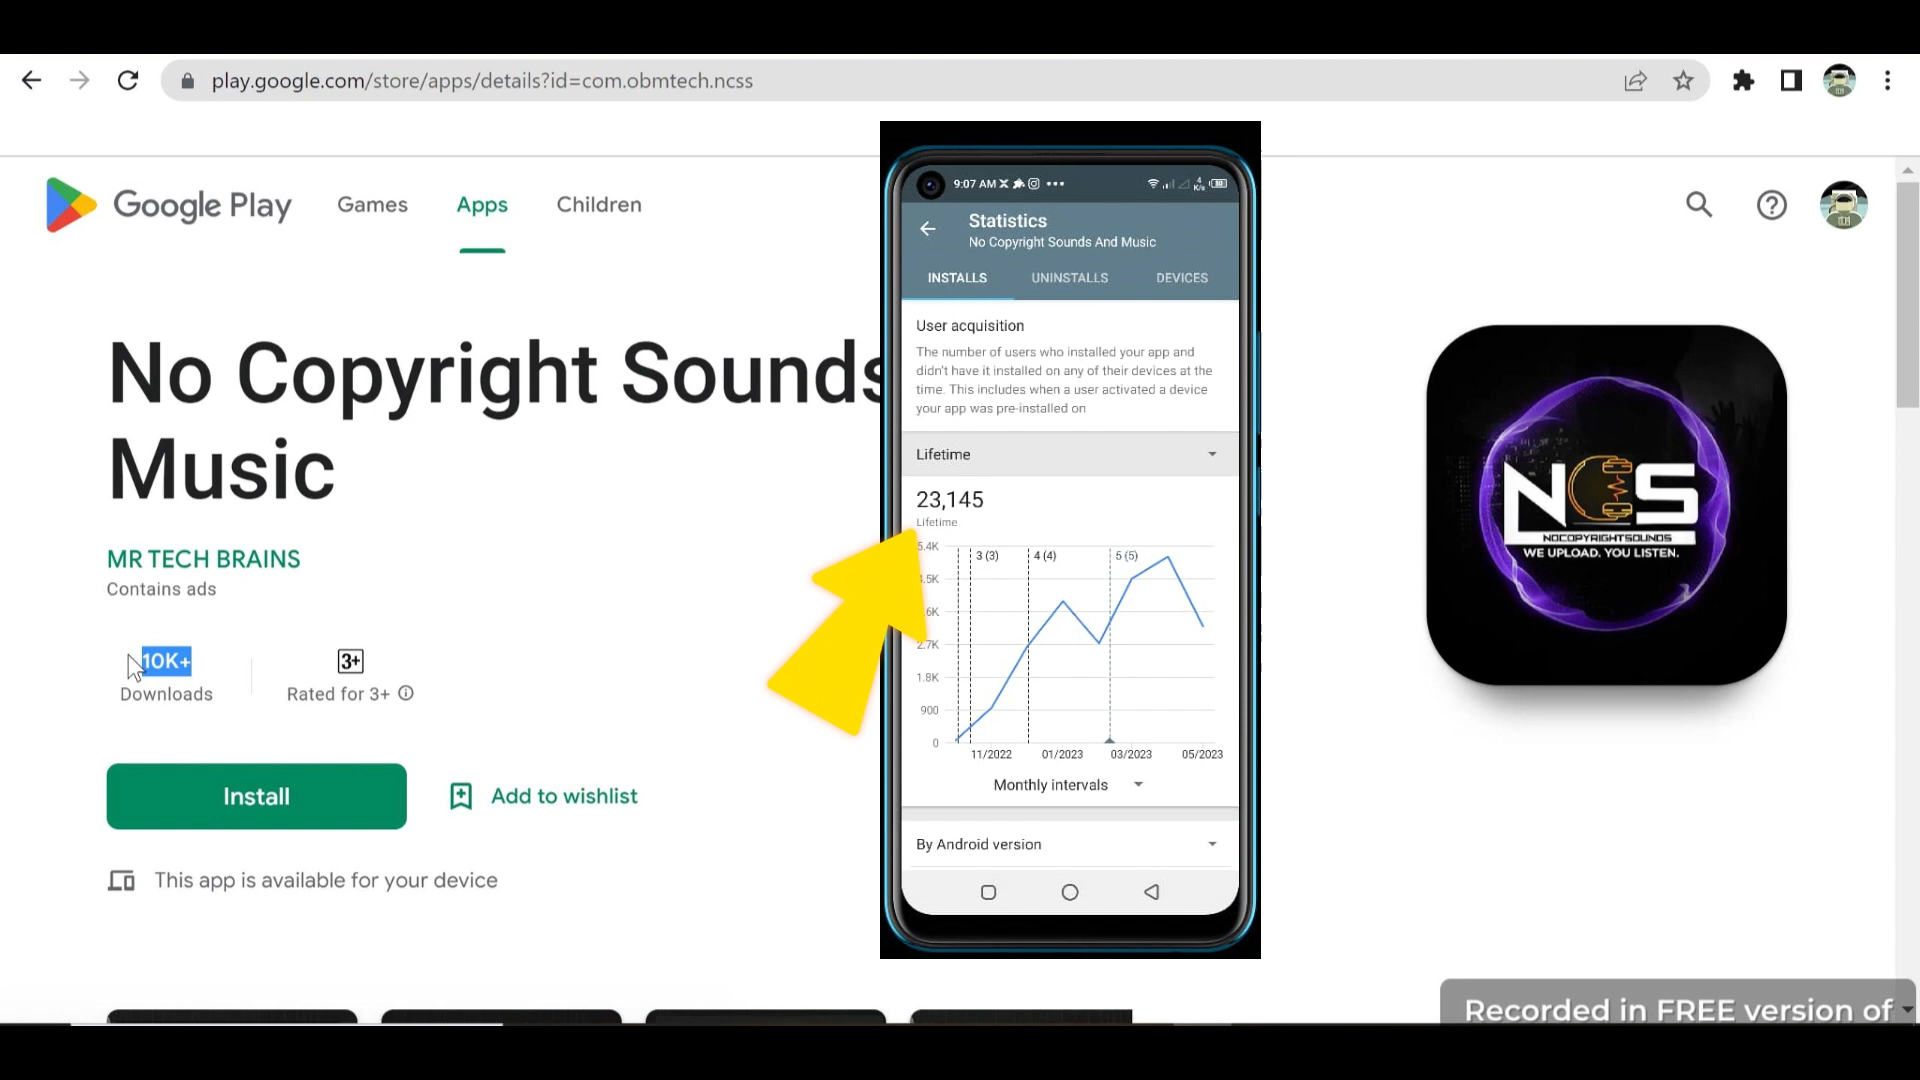 play.google.com/store/apps/details?id=com.obmtech.ncss
Google Play
Games
Apps
Children
No Copyright Sounds
Music
MR TECH BRAINS
Contains ads
10K+
Downloads
3+
Rated for 3+
Install
Add to wishlist
This app is available for your device
9:07 AM
4
K/s
Statistics
No Copyright Sounds And Music
INSTALLS
UNINSTALLS
DEVICES
User acquisition
The number of users who installed your app and
didn't have it installed on any of their devices at the
time. This includes when a user activated a device
your app was pre-installed on
Lifetime
23,145
Lifetime
5.4K
3 (3)
4 (4)
5 (5)
.5K
6K
2.7K
1.8K
900
0
11/2022
01/2023
03/2023
05/2023
Monthly intervals
By Android version
NCS
NOCOPYRIGHTSOUNDS
WE UPLOAD. YOU LISTEN.
Recorded in FREE version of